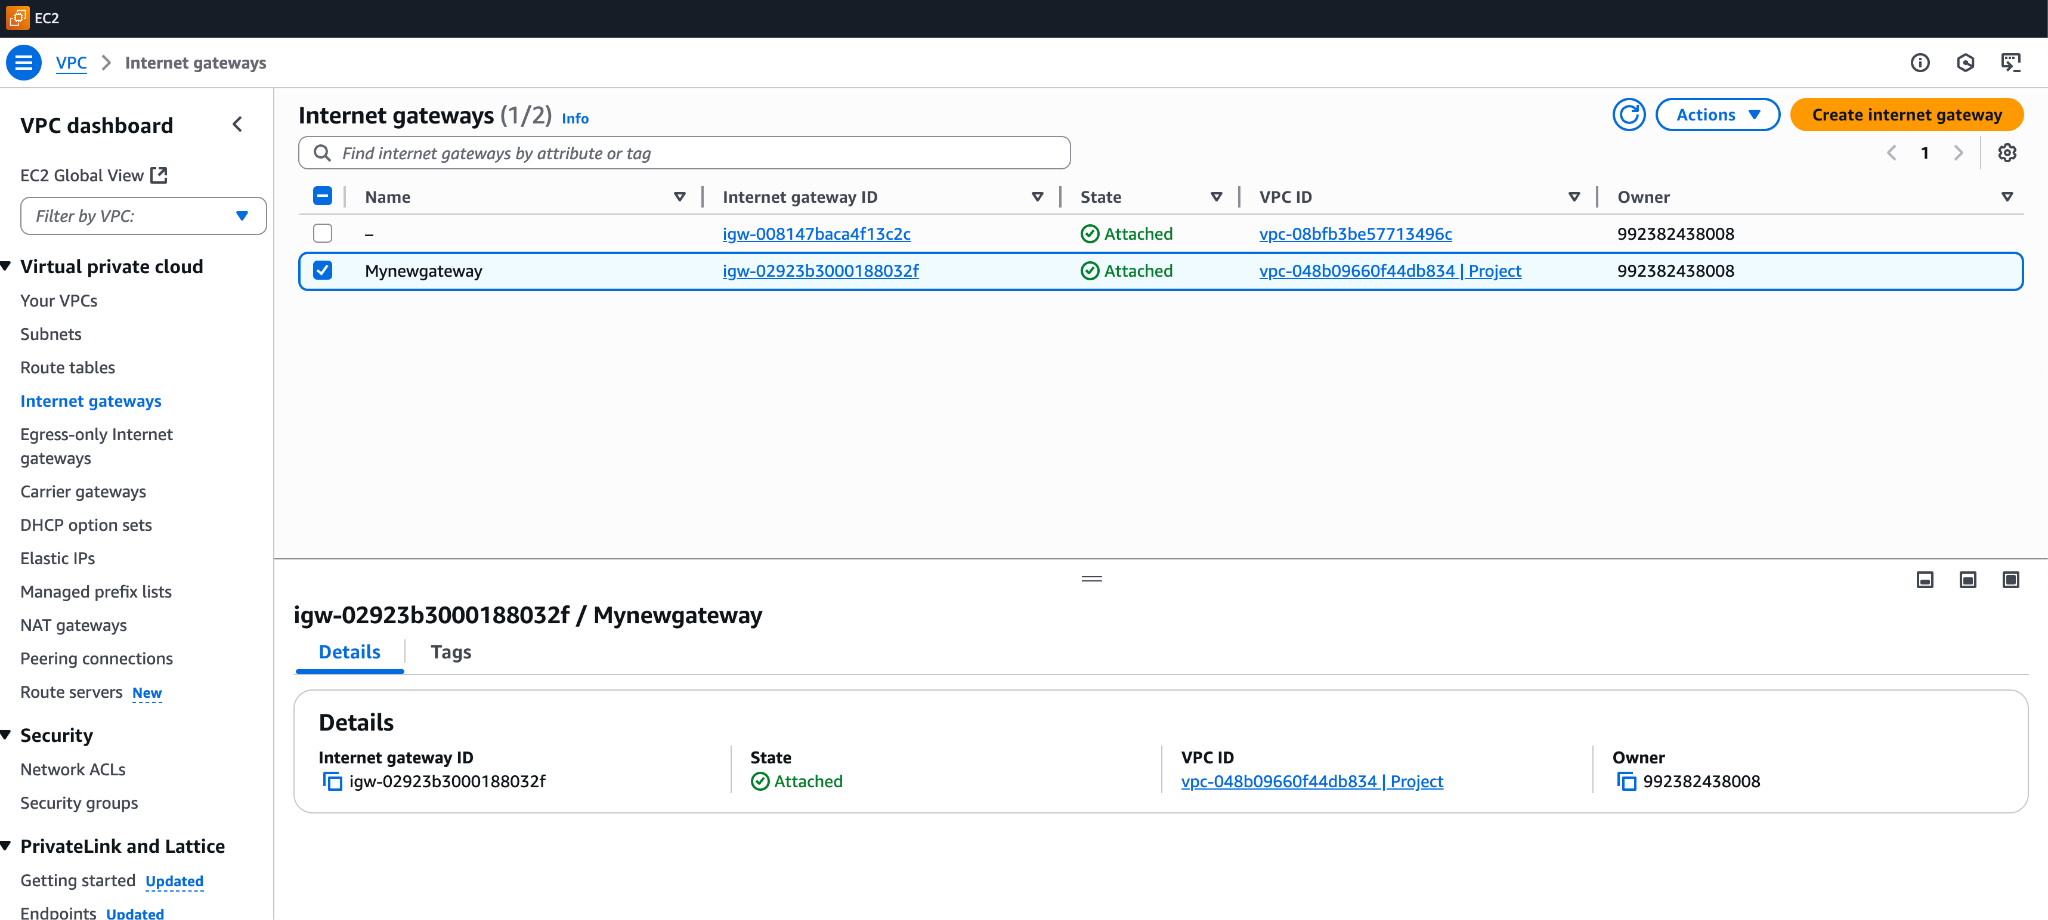 EC2
VPC > Internet gateways
VPC dashboard
EC2 Global View
Filter by VPC:
Virtual private cloud
Your VPCs
Subnets
Route tables
Internet gateways
Egress-only Internet
gateways
Carrier gateways
DHCP option sets
Elastic IPs
Managed prefix lists
NAT gateways
Peering connections
Route servers New
Security
Network ACLs
Security groups
PrivateLink and Lattice
Getting started Updated
Endpoints Updated
Internet gateways (1/2) Info
Actions
Create internet gateway
Find internet gateways by attribute or tag
1
Name Internet gateway ID State VPC ID Owner
– igw-008147baca4f13c2c Attached vpc-08bfb3be57713496c 992382438008
Mynewgateway igw-02923b3000188032f Attached vpc-048b09660f44db834 | Project 992382438008
igw-02923b3000188032f / Mynewgateway
Details Tags
Details
Internet gateway ID State VPC ID Owner
igw-02923b3000188032f Attached vpc-048b09660f44db834 | Project 992382438008